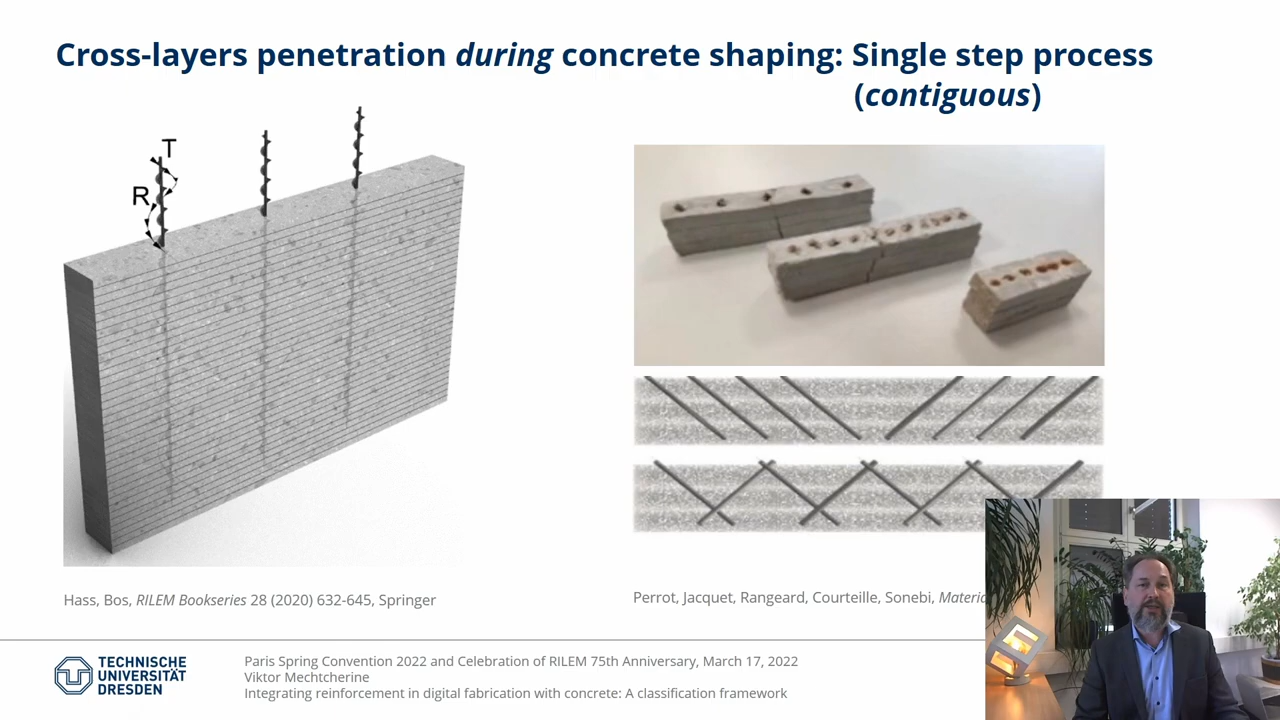 Cross-layers penetration during concrete shaping: Single step process
(contiguous)
T
R
Hass, Bos, RILEM Bookseries 28 (2020) 632-645, Springer
Perrot, Jacquet, Rangeard, Courteille, Sonebi,
TECHNISCHE
UNIVERSITÄT
DRESDEN
Paris Spring Convention 2022 and Celebration of RILEM 75th Anniversary, March 17, 2022
Viktor Mechtcherine
Integrating reinforcement in digital fabrication with concrete: A classification framework